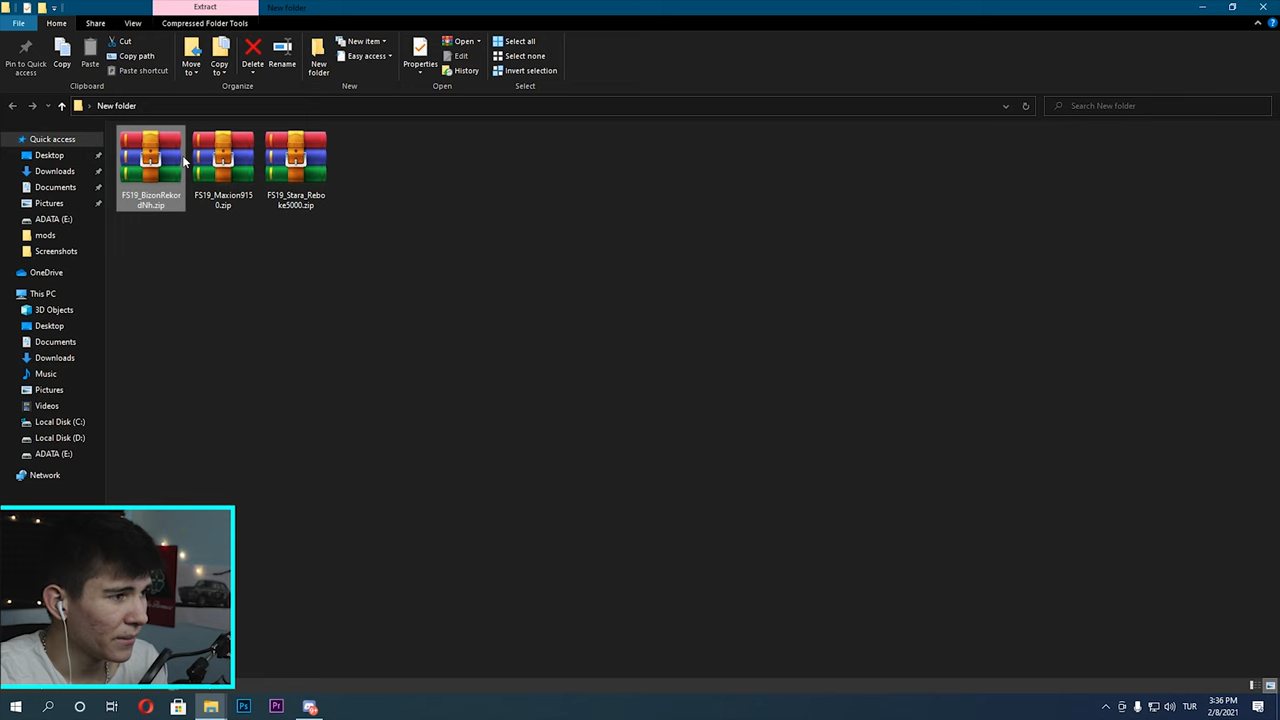 Extract
New folder
File
Home
Share
View
Compressed Folder Tools
Pin to Quick access
Copy
Paste
Cut
Copy path
Paste shortcut
Clipboard
Move to
Copy to
Delete
Rename
Organize
New folder
New item
Easy access
New
Properties
Open
Edit
History
Open
Select all
Select none
Invert selection
Select
New folder
Search New folder
Quick access
Desktop
Downloads
Documents
Pictures
ADATA (E:)
mods
Screenshots
OneDrive
This PC
3D Objects
Desktop
Documents
Downloads
Music
Pictures
Videos
Local Disk (C:)
Local Disk (D:)
ADATA (E:)
Network
FS19_BizonRekor
dNh.zip
FS19_Maxion915
0.zip
FS19_Stara_Rebo
ke5000.zip
Ps
Pr
TUR
3:36 PM
2/8/2021